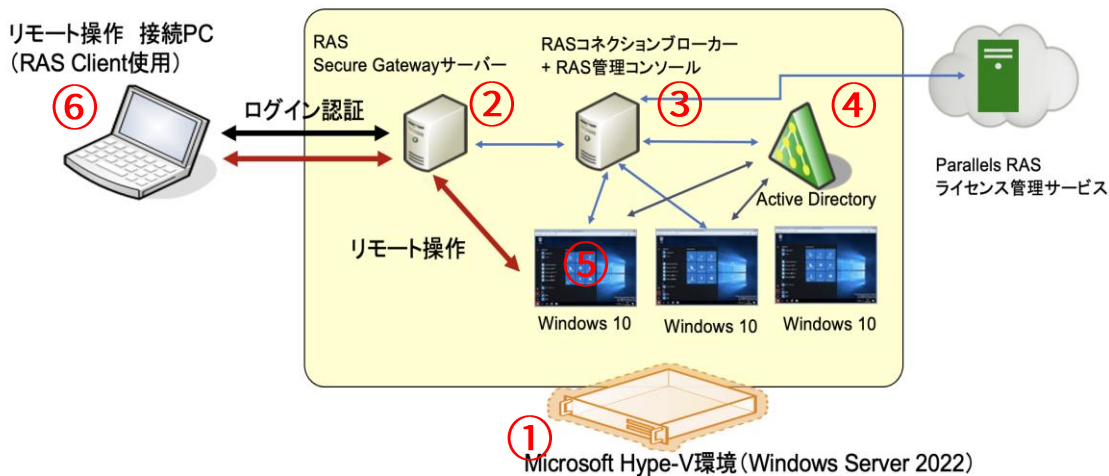 リモート操作　接続PC
（RAS Client使用）
⑥
ログイン認証
RAS
Secure Gatewayサーバー
②
RASコネクションブローカー
+ RAS管理コンソール
③
④
Active Directory
Parallels RAS
ライセンス管理サービス
リモート操作
⑤
Windows 10
Windows 10
Windows 10
①
Microsoft Hype-V環境（Windows Server 2022）